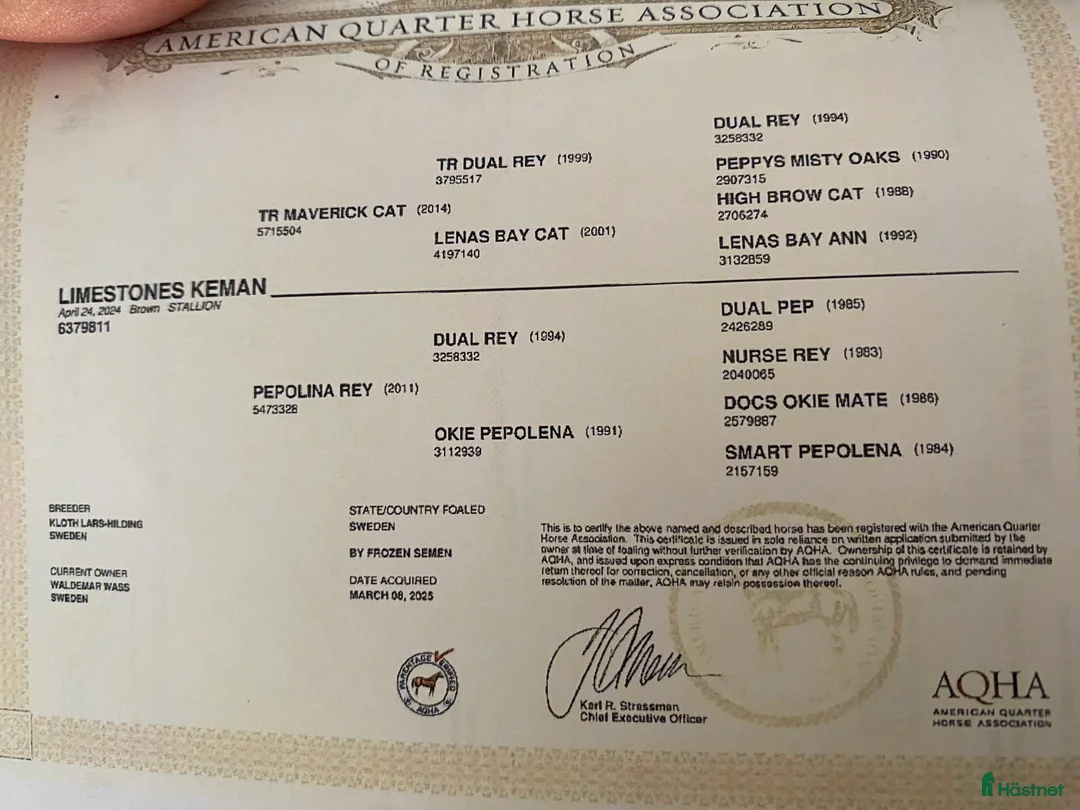 AMERICAN QUARTER HORSE ASSOCIATION
OF REGISTRATION
DUAL REY (1994)
3258332
TR DUAL REY (1999)
3795517
PEPPYS MISTY OAKS (1990)
2907315
TR MAVERICK CAT (2014)
5715504
HIGH BROW CAT (1988)
2706274
LENAS BAY CAT (2001)
4197140
LENAS BAY ANN (1992)
3132859
LIMESTONES KEMAN
April 24, 2024 Brown STALLION
6379811
DUAL PEP (1985)
2426289
DUAL REY (1994)
3258332
NURSE REY (1983)
2040065
PEPOLINA REY (2011)
5473328
DOCS OKIE MATE (1986)
2579887
OKIE PEPOLENA (1991)
3112939
SMART PEPOLENA (1984)
2157159
BREEDER
KLOTH LARS-HILDING
SWEDEN
CURRENT OWNER
WALDEMAR WASS
SWEDEN
STATE/COUNTRY FOALED
SWEDEN
BY FROZEN SEMEN
DATE ACQUIRED
MARCH 08, 2025
This is to certify the above named and described horse has been registered with the American Quarter
Horse Association. This certificate is issued in sole reliance on written application submitted by the
owner at time of foaling without further verification by AQHA. Ownership of this certificate is retained by
AQHA, and issued upon express condition that AQHA has the continuing privilege to demand immediate
return thereof for correction, cancellation, or any other official reason AQHA rules, and pending
resolution of the matter, AQHA may retain possession thereof.
PARENTAGE VERIFIED
AQHA
Karl R. Stressman
Chief Executive Officer
AQHA
AMERICAN QUARTER
HORSE ASSOCIATION
Hästnet